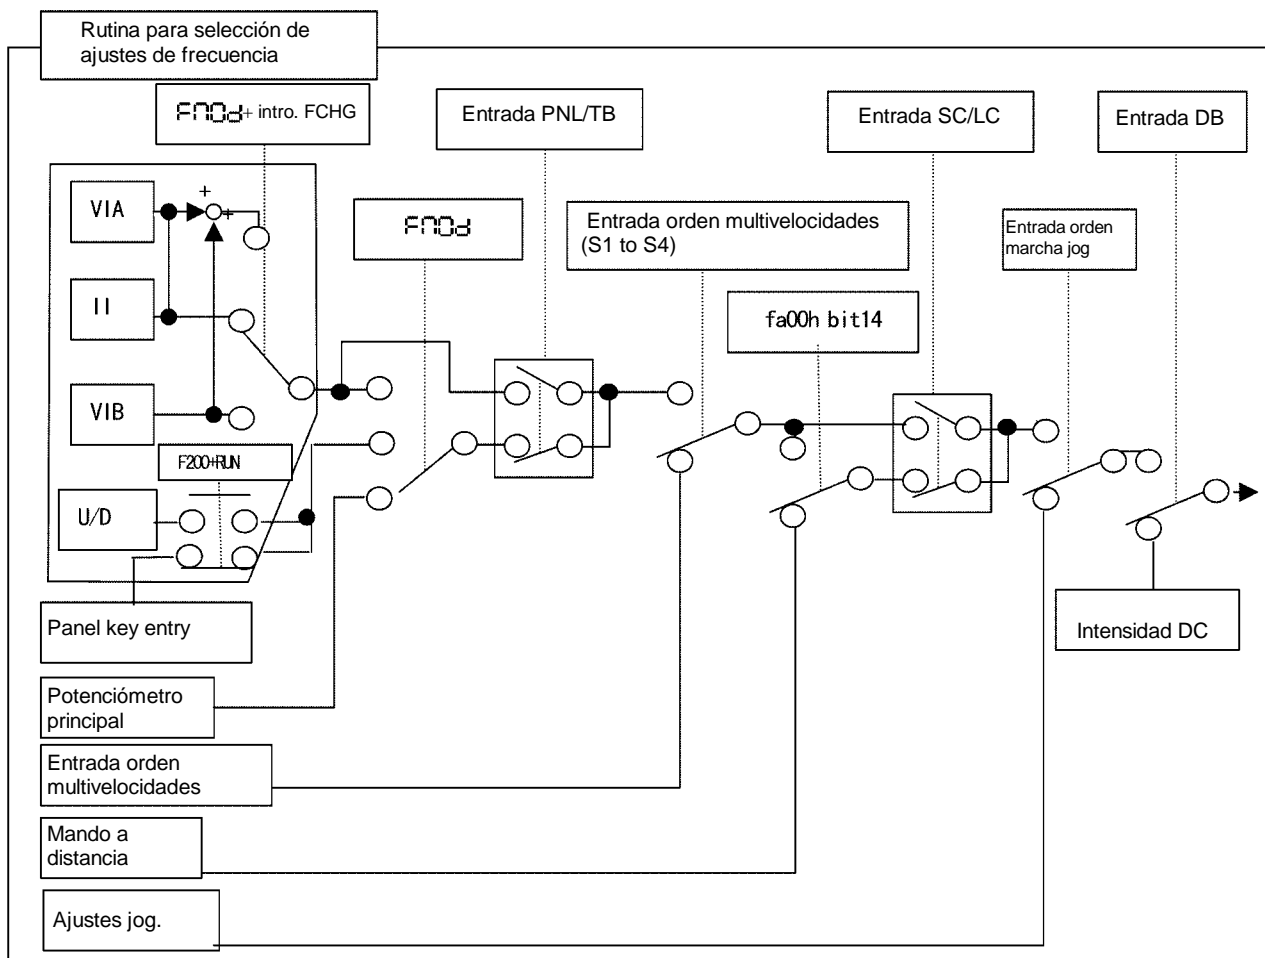 Rutina para selección de
ajustes de frecuencia
FMOd + intro. FCHG
Entrada PNL/TB
Entrada SC/LC
Entrada DB
VIA
+
+
FMOd
Entrada orden multivelocidades
(S1 to S4)
Entrada orden
marcha jog
II
fa00h bit14
VIB
F200+RUN
U/D
Panel key entry
Intensidad DC
Potenciómetro
principal
Entrada orden
multivelocidades
Mando a
distancia
Ajustes jog.